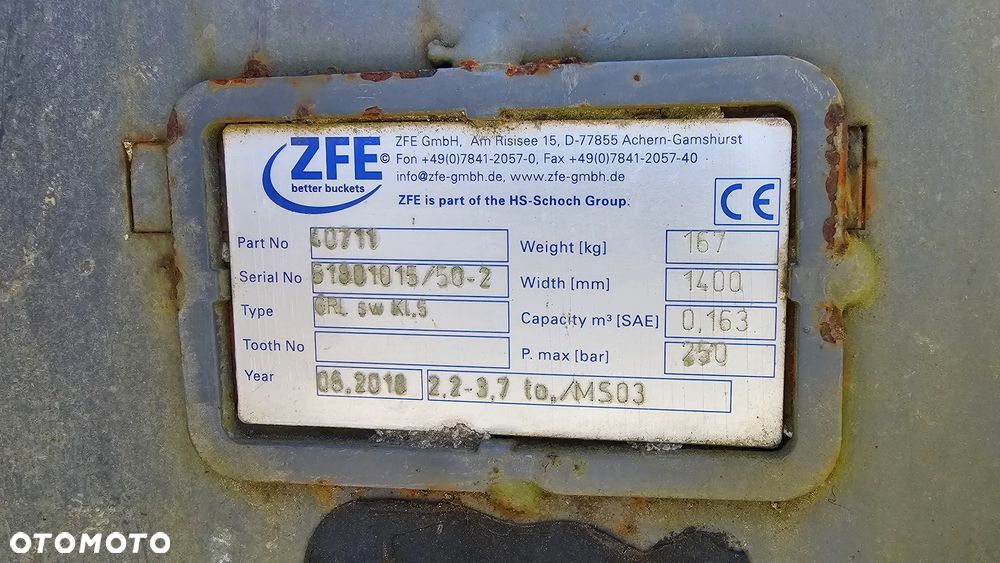 ZFE©
better buckets
ZFE GmbH, Am Risisee 15, D-77855 Achern-Gamshurst
Fon +49(0)7841-2057-0, Fax +49(0)7841-2057-40
info@zfe-gmbh.de, www.zfe-gmbh.de
ZFE is part of the HS-Schoch Group.
CE
Part No 40711
Serial No 61801015/50-2
Type GRL sw KL5
Tooth No
Year 06.2018 2,2-3,7 to./MS03
Weight [kg] 167
Width [mm] 1400
Capacity m³ [SAE] 0,163
P. max [bar] 250
OTOMOTO